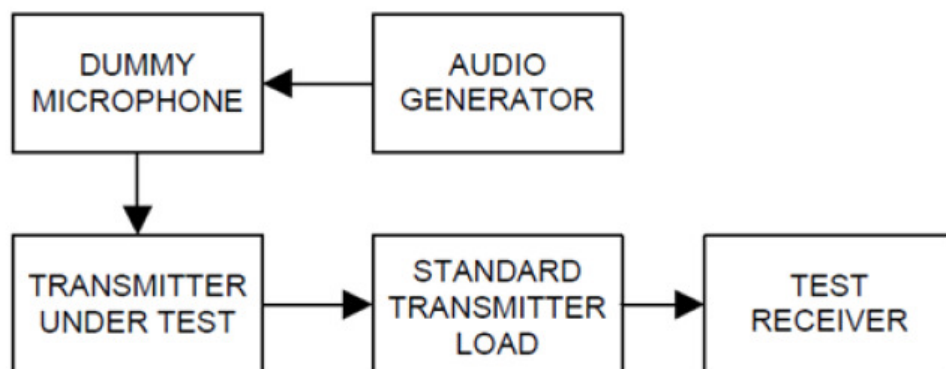 DUMMY
MICROPHONE
AUDIO
GENERATOR
TRANSMITTER
UNDER TEST
STANDARD
TRANSMITTER
LOAD
TEST
RECEIVER